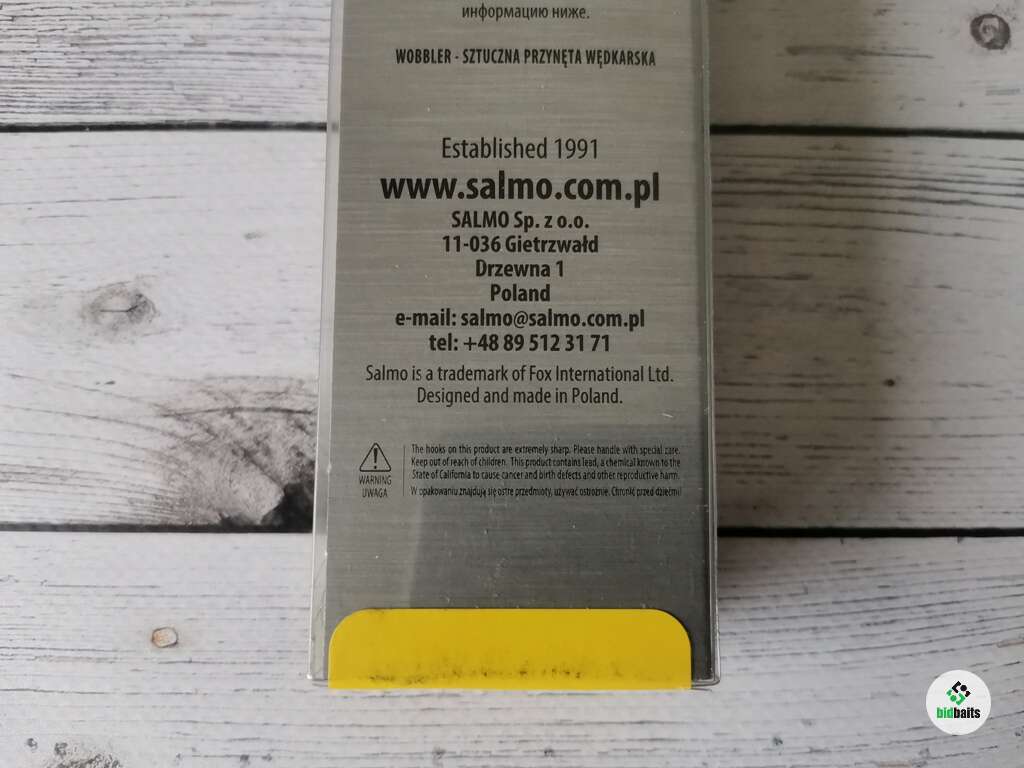 информацию ниже.
WOBBLER - SZTUCZNA PRZYNĘTA WĘDKARSKA
Established 1991
www.salmo.com.pl
SALMO Sp. z o.o.
11-036 Gietrzwałd
Drzewna 1
Poland
e-mail: salmo@salmo.com.pl
tel: +48 89 512 31 71
Salmo is a trademark of Fox International Ltd.
Designed and made in Poland.
WARNING
UWAGA
The hooks on this product are extremely sharp. Please handle with special care.
Keep out of reach of children. This product contains lead, a chemical known to the
State of California to cause cancer and birth defects and other reproductive harm.
W opakowaniu znajdują się ostre przedmioty, używać ostrożnie. Chronić przed dziećmi!
bidbaits